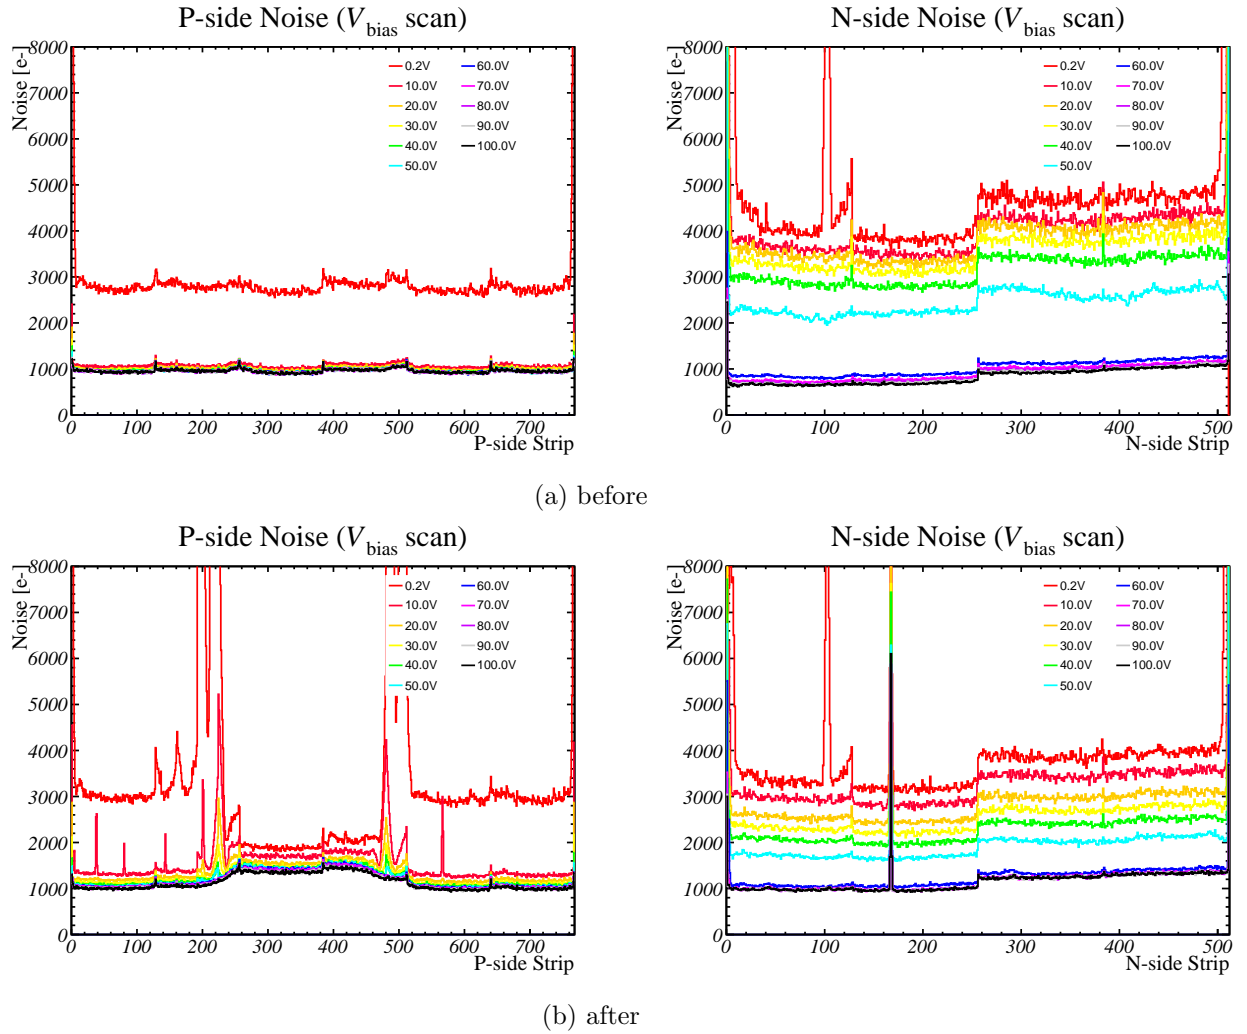 P-side Noise (V_bias scan)
Noise [e-]
8000
7000
6000
5000
4000
3000
2000
1000
0
0.2V
10.0V
20.0V
30.0V
40.0V
50.0V
60.0V
70.0V
80.0V
90.0V
100.0V
0 100 200 300 400 500 600 700
P-side Strip
N-side Noise (V_bias scan)
Noise [e-]
8000
7000
6000
5000
4000
3000
2000
1000
0
0.2V
10.0V
20.0V
30.0V
40.0V
50.0V
60.0V
70.0V
80.0V
90.0V
100.0V
0 100 200 300 400 500
N-side Strip
(a) before
P-side Noise (V_bias scan)
Noise [e-]
8000
7000
6000
5000
4000
3000
2000
1000
0
0.2V
10.0V
20.0V
30.0V
40.0V
50.0V
60.0V
70.0V
80.0V
90.0V
100.0V
0 100 200 300 400 500 600 700
P-side Strip
N-side Noise (V_bias scan)
Noise [e-]
8000
7000
6000
5000
4000
3000
2000
1000
0
0.2V
10.0V
20.0V
30.0V
40.0V
50.0V
60.0V
70.0V
80.0V
90.0V
100.0V
0 100 200 300 400 500
N-side Strip
(b) after